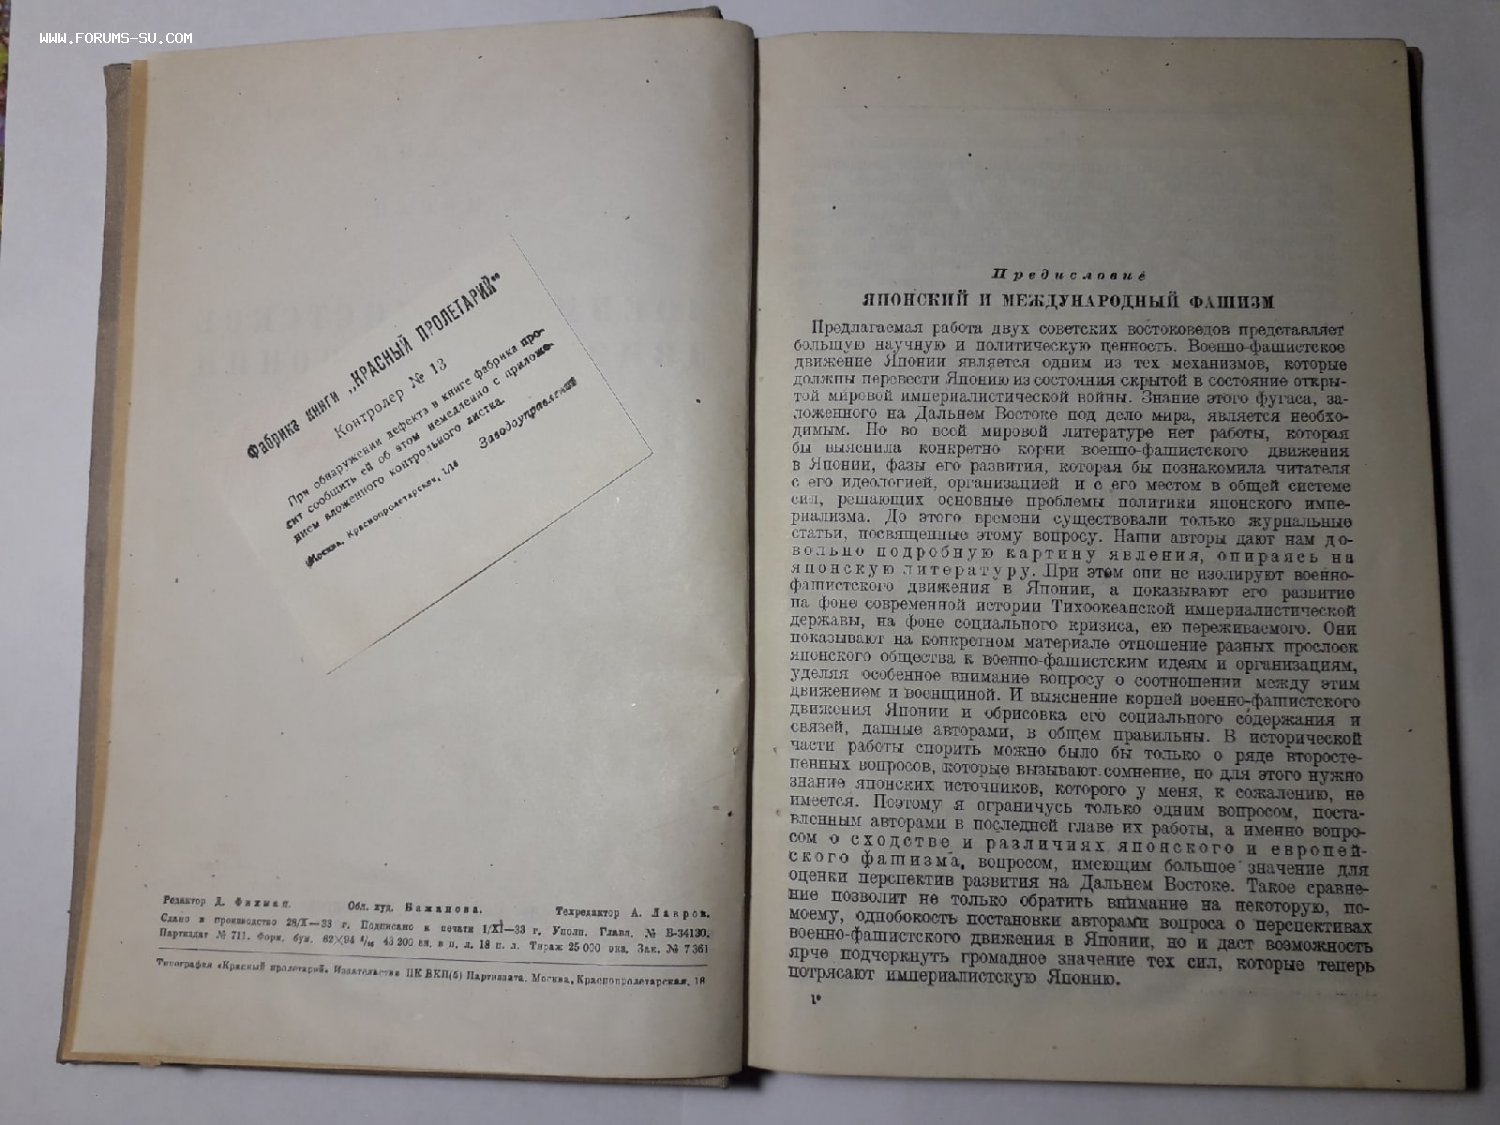 WWW.FORUMS-SU.COM
Фабрика книги „КРАСНЫЙ ПРОЛЕТАРИЙ"
Контролер № 13
При обнаружении дефекта в книге фабрика про-
сит сообщить ей об этом немедленно с приложе-
нием вложенного контрольного листка.
Заводоуправление
Москва, Краснопролетарская,
Редактор Д. Фихман. Обл. худ. Бажанова. Техредактор А. Лавров.
Сдано в производство 28/X—33 г. Подписано к печати 1/XI—33 г. Уполн. Главл. № В-34130.
Партиздат № 711. Форм. бум. 62×94 1/16 43 200 зн. в п. л. 18 п. л. Тираж 25 000 экз. Зак. № 7361
Типография «Красный пролетарий» Издательства ЦК ВКП(б) Партиздата. Москва, Краснопролетарская, 16
Предисловие
ЯПОНСКИЙ И МЕЖДУНАРОДНЫЙ ФАШИЗМ
Предлагаемая работа двух советских востоковедов представляет
большую научную и политическую ценность. Военно-фашистское
движение Японии является одним из тех механизмов, которые
должны перевести Японию из состояния скрытой в состояние откры-
той мировой империалистической войны. Знание этого фугаса, за-
ложенного на Дальнем Востоке под дело мира, является необхо-
димым. Но во всей мировой литературе нет работы, которая
бы выяснила конкретно корни военно-фашистского движения
в Японии, фазы его развития, которая бы познакомила читателя
с его идеологией, организацией и с его местом в общей системе
сил, решающих основные проблемы политики японского импе-
риализма. До этого времени существовали только журнальные
статьи, посвященные этому вопросу. Наши авторы дают нам до-
вольно подробную картину явления, опираясь на
японскую литературу. При этом они не изолируют военно-
фашистского движения в Японии, а показывают его развитие
на фоне современной истории Тихоокеанской империалистической
державы, на фоне социального кризиса, ею переживаемого. Они
показывают на конкретном материале отношение разных прослоек
японского общества к военно-фашистским идеям и организациям,
уделяя особенное внимание вопросу о соотношении между этим
движением и военщиной. И выяснение корней военно-фашистского
движения Японии и обрисовка его социального содержания и
связей, данные авторами, в общем правильны. В исторической
части работы спорить можно было бы только о ряде второсте-
пенных вопросов, которые вызывают сомнение, но для этого нужно
знание японских источников, которого у меня, к сожалению, не
имеется. Поэтому я ограничусь только одним вопросом, поста-
вленным авторами в последней главе их работы, а именно вопро-
сом о сходстве и различиях японского и европей-
ского фашизма, вопросом, имеющим большое значение для
оценки перспектив развития на Дальнем Востоке. Такое сравне-
ние позволит не только обратить внимание на некоторую, по-
моему, однобокость постановки авторами вопроса о перспективах
военно-фашистского движения в Японии, но и даст возможность
ярче подчеркнуть громадное значение тех сил, которые теперь
потрясают империалистскую Японию.
1*